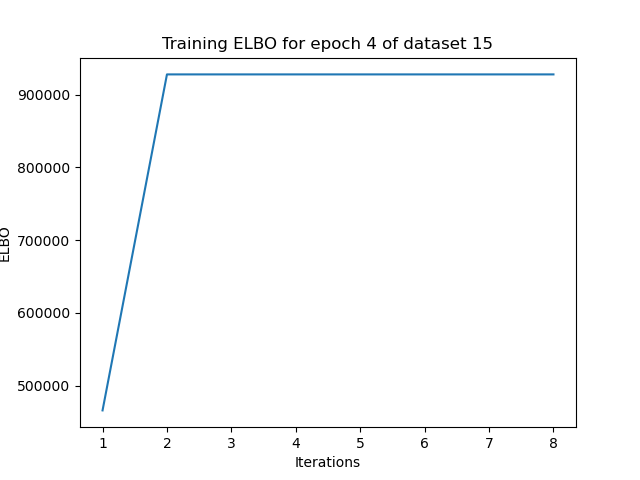 Training ELBO for epoch 4 of dataset 15
900000
800000
700000
600000
500000
ELBO
1 2 3 4 5 6 7 8
Iterations